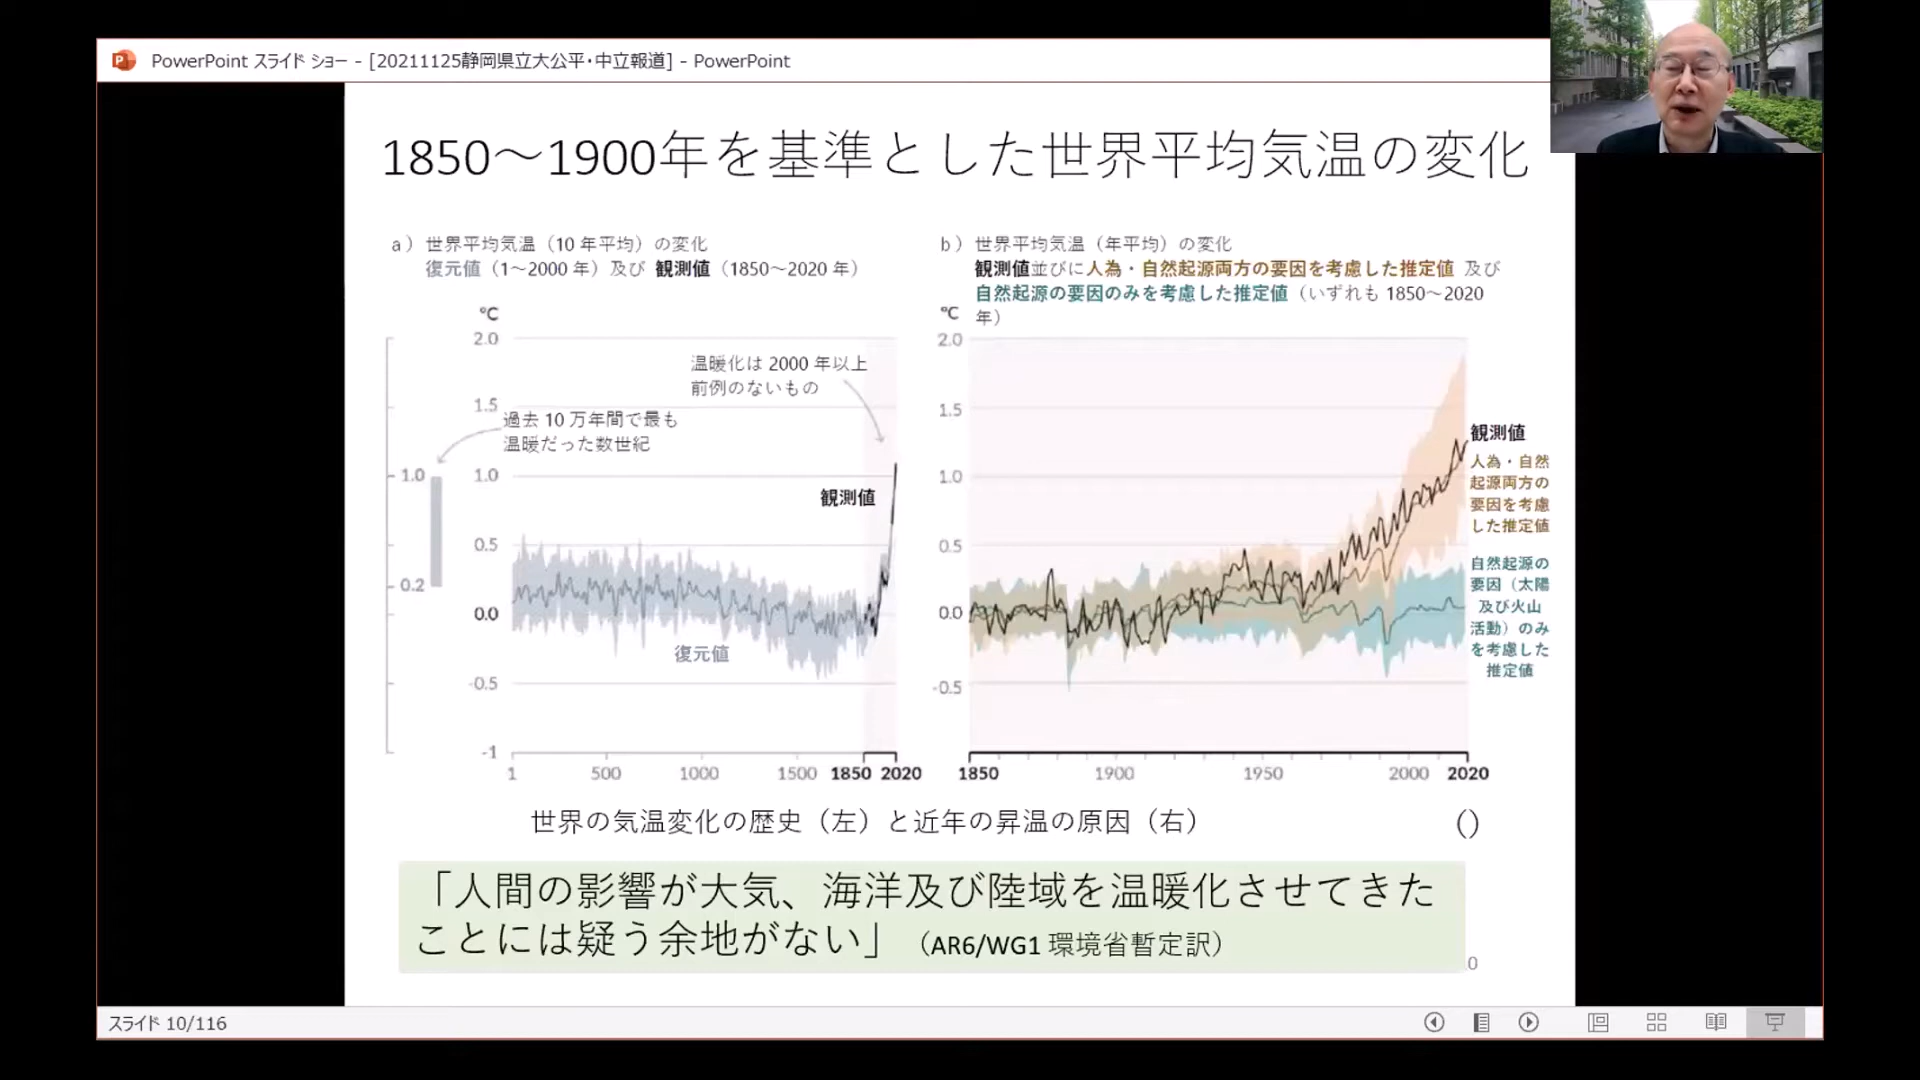 PowerPoint スライド ショー - [20211125静岡県立大公平・中立報道] - PowerPoint
1850～1900年を基準とした世界平均気温の変化
a）世界平均気温（10 年平均）の変化
復元値（1～2000 年）及び 観測値（1850～2020 年）
℃
2.0
1.5
1.0
0.5
0.0
-0.5
-1
1.0
0.2
温暖化は 2000 年以上
前例のないもの
過去 10 万年間で最も
温暖だった数世紀
観測値
復元値
1 500 1000 1500 1850 2020
b）世界平均気温（年平均）の変化
観測値並びに人為・自然起源両方の要因を考慮した推定値 及び
自然起源の要因のみを考慮した推定値（いずれも 1850～2020
年）
℃
2.0
1.5
1.0
0.5
0.0
-0.5
観測値
人為・自然
起源両方の
要因を考慮
した推定値
自然起源の
要因（太陽
及び火山
活動）のみ
を考慮した
推定値
1850 1900 1950 2000 2020
世界の気温変化の歴史（左）と近年の昇温の原因（右） ()
「人間の影響が大気、海洋及び陸域を温暖化させてきた
ことには疑う余地がない」（AR6/WG1 環境省暫定訳）
0
スライド 10/116